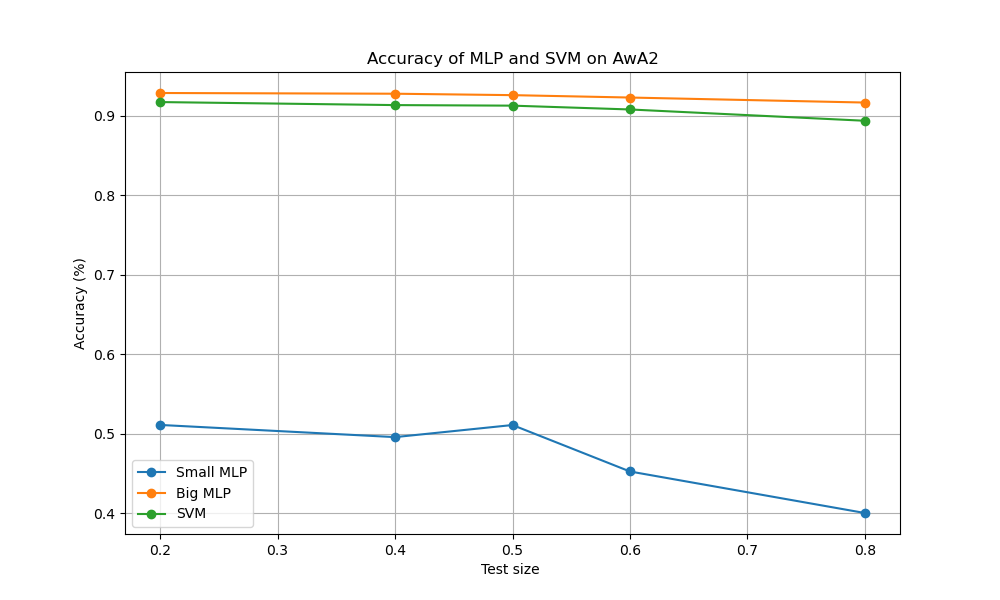 Accuracy of MLP and SVM on AwA2
Accuracy (%)
0.9
0.8
0.7
0.6
0.5
0.4
Small MLP
Big MLP
SVM
0.2 0.3 0.4 0.5 0.6 0.7 0.8
Test size